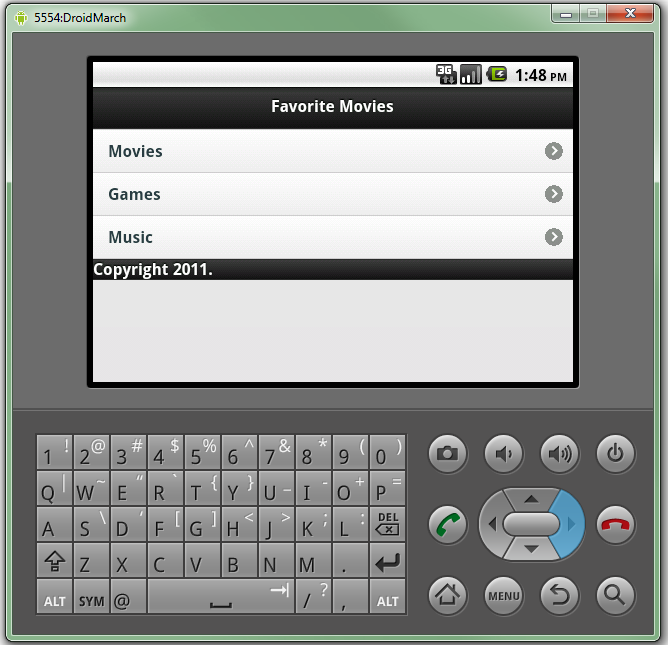 5554:DroidMarch
3G 1:48 PM
Favorite Movies
Movies
Games
Music
Copyright 2011.
1 ! 2 @ 3 # 4 $ 5 % 6 ^ 7 & 8 * 9 ( 0 )
Q | W ~ E “ R ` T { Y } U _ I - O + P =
A S \ D ‘ F [ G ] H < J > K ; L : DEL
Z X C V B N M .
ALT SYM @ / ? , ALT
MENU